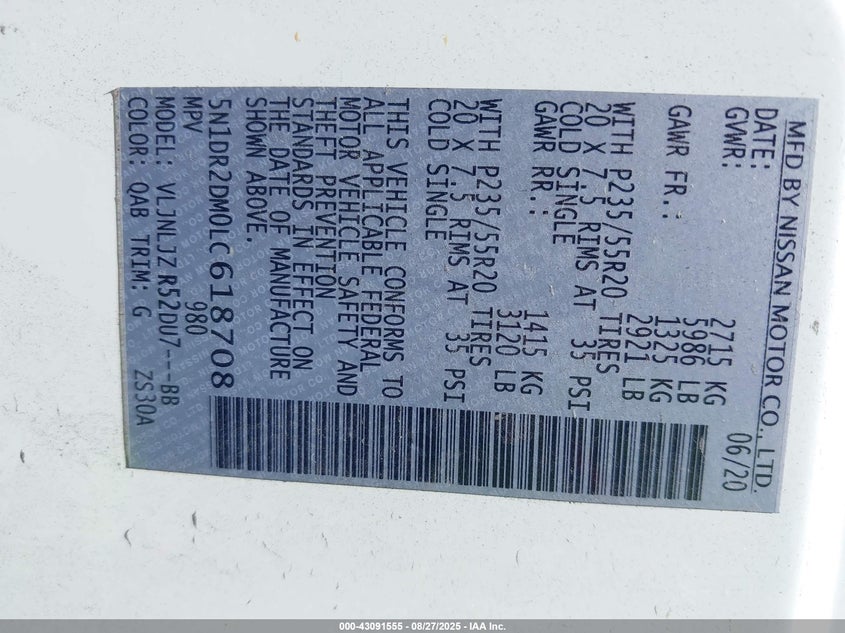 MFD BY NISSAN MOTOR CO., LTD.
DATE: 06/20
GVWR: 2715 KG
5986 LB
GAWR FR.: 1325 KG
2921 LB
WITH P235/55R20 TIRES
20 X 7.5 RIMS AT 35 PSI
COLD SINGLE
GAWR RR.: 1415 KG
3120 LB
WITH P235/55R20 TIRES
20 X 7.5 RIMS AT 35 PSI
COLD SINGLE
THIS VEHICLE CONFORMS TO
ALL APPLICABLE FEDERAL
MOTOR VEHICLE SAFETY AND
THEFT PREVENTION
STANDARDS IN EFFECT ON
THE DATE OF MANUFACTURE
SHOWN ABOVE.
5N1DR2DM0LC618708
MPV 980
MODEL: VLJNLJZ R52DU7---BB
COLOR: QAB TRIM: G ZS30A
000-43091555 - 08/27/2025 - IAA Inc.